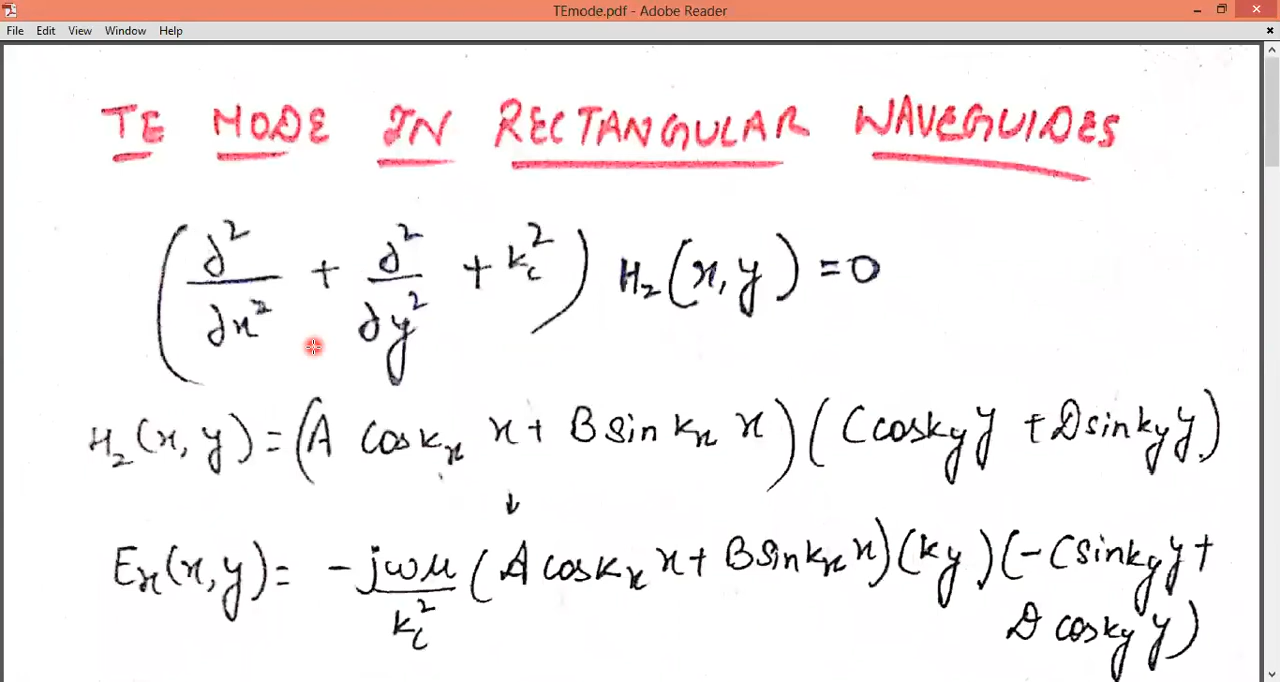 TEmode.pdf - Adobe Reader
File Edit View Window Help
TE MODE IN RECTANGULAR WAVEGUIDES
(∂²/∂x² + ∂²/∂y² + kc²) Hz(x, y) = 0
Hz(x, y) = (A cos kx x + B sin kx x)(C cos ky y + D sin ky y)
↓
Ex(x, y) = -jωμ/kc² (A cos kx x + B sin kx x)(ky)(-C sin ky y +
D cos ky y)